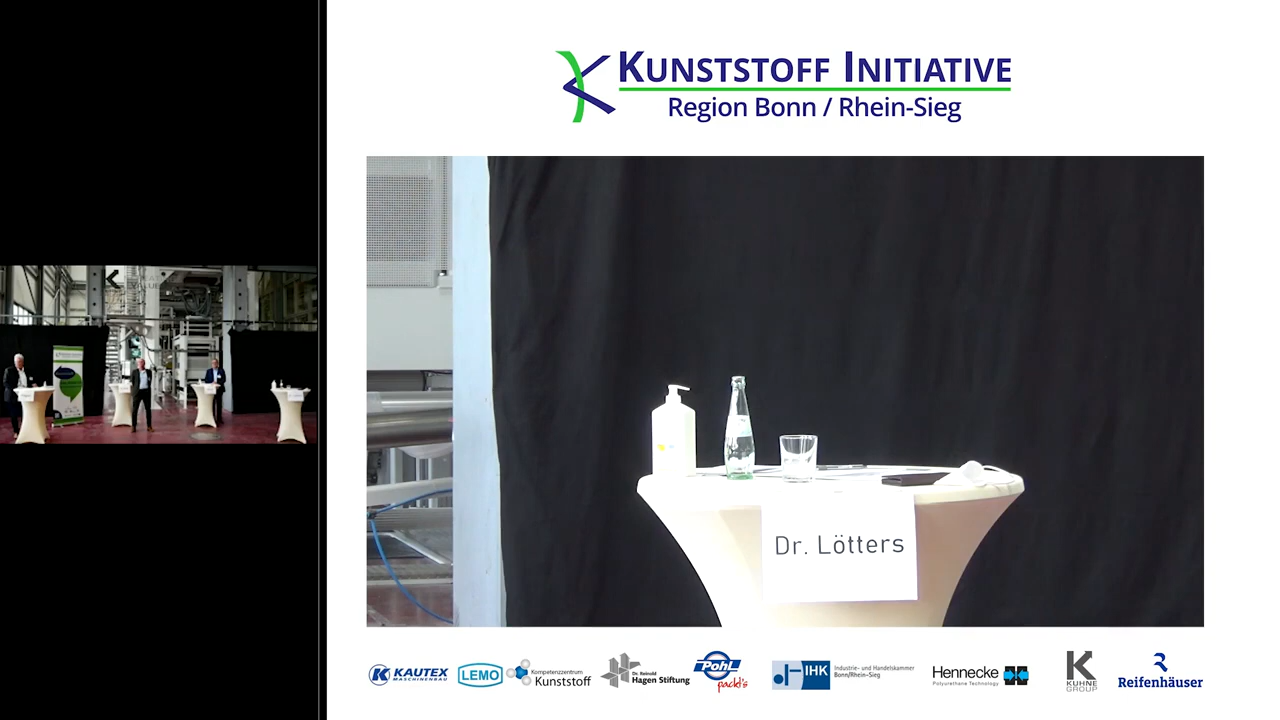 KUNSTSTOFF INITIATIVE
Region Bonn / Rhein-Sieg
Dr. Lötters
KAUTEX
MASCHINENBAU
LEMO
Kompetenzzentrum
Kunststoff
Dr. Reinold
Hagen Stiftung
POHL
packt's
IHK
Industrie- und Handelskammer
Bonn/Rhein-Sieg
Hennecke
Polyurethane Technology
K
KUHNE
GROUP
Reifenhäuser